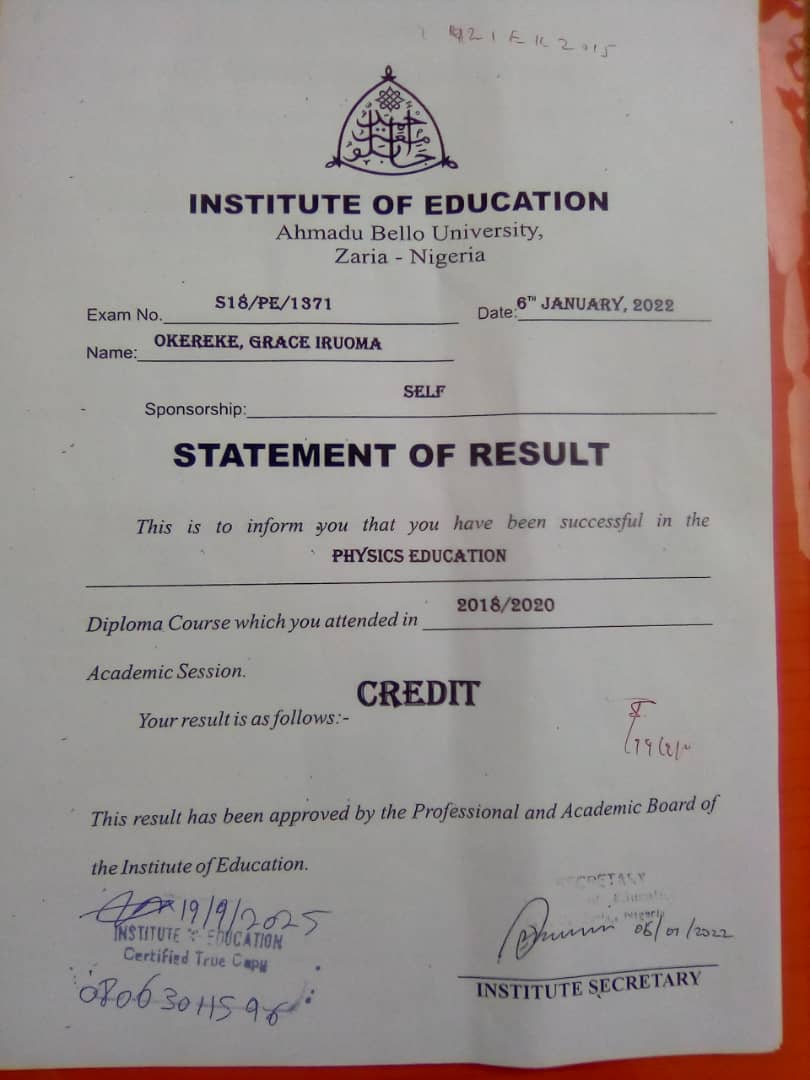 INSTITUTE OF EDUCATION
Ahmadu Bello University,
Zaria - Nigeria
Exam No. S18/PE/1371 Date: 6TH JANUARY, 2022
Name: OKEREKE, GRACE IRUOMA
Sponsorship: SELF
STATEMENT OF RESULT
This is to inform you that you have been successful in the
PHYSICS EDUCATION
Diploma Course which you attended in 2018/2020
Academic Session.
CREDIT
Your result is as follows:-
This result has been approved by the Professional and Academic Board of
the Institute of Education.
19/9/2025
INSTITUTE EDUCATION
Certified True Copy
SECRETARY
06/01/2022
INSTITUTE SECRETARY